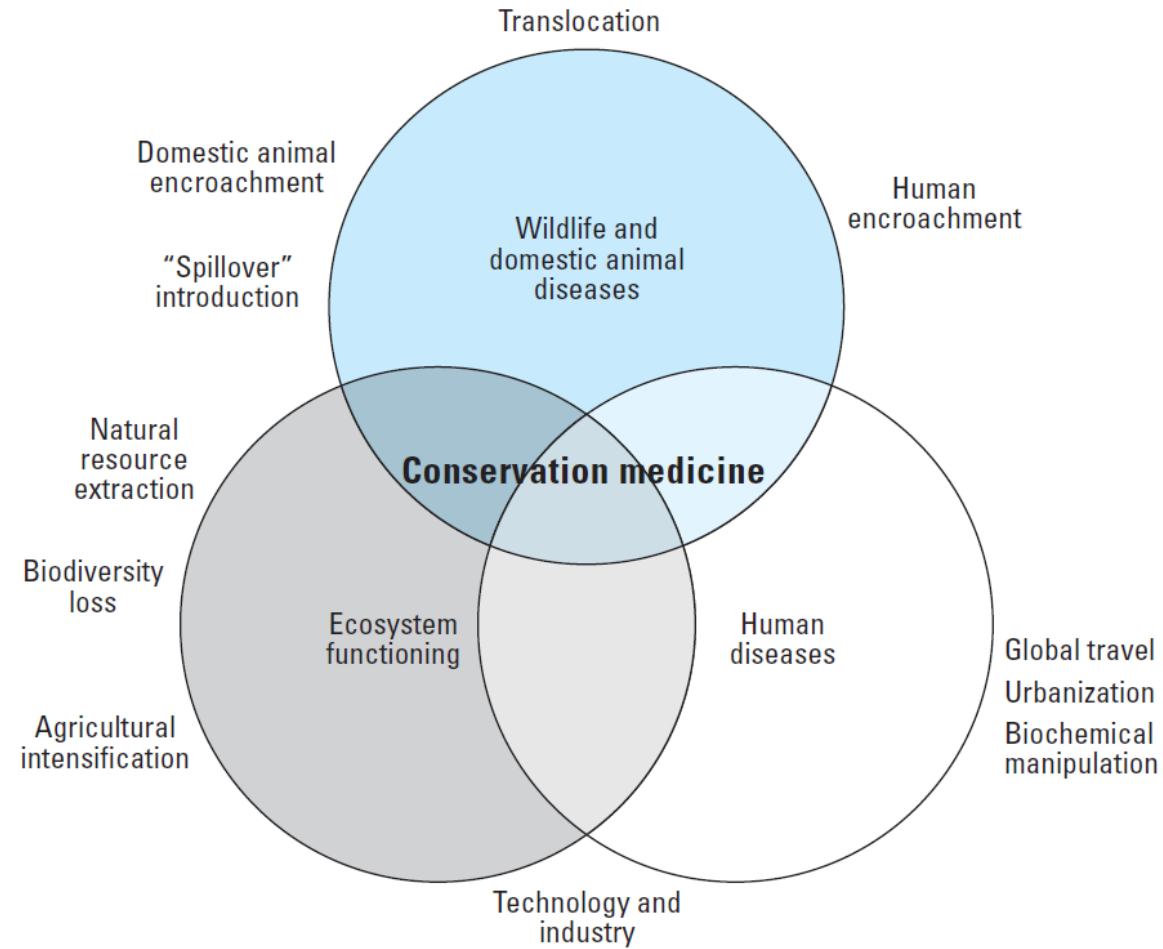 Translocation
Domestic animal
encroachment
Human
encroachment
Wildlife and
domestic animal
diseases
“Spillover”
introduction
Natural
resource
extraction
Conservation medicine
Biodiversity
loss
Ecosystem
functioning
Human
diseases
Global travel
Urbanization
Biochemical
manipulation
Agricultural
intensification
Technology and
industry